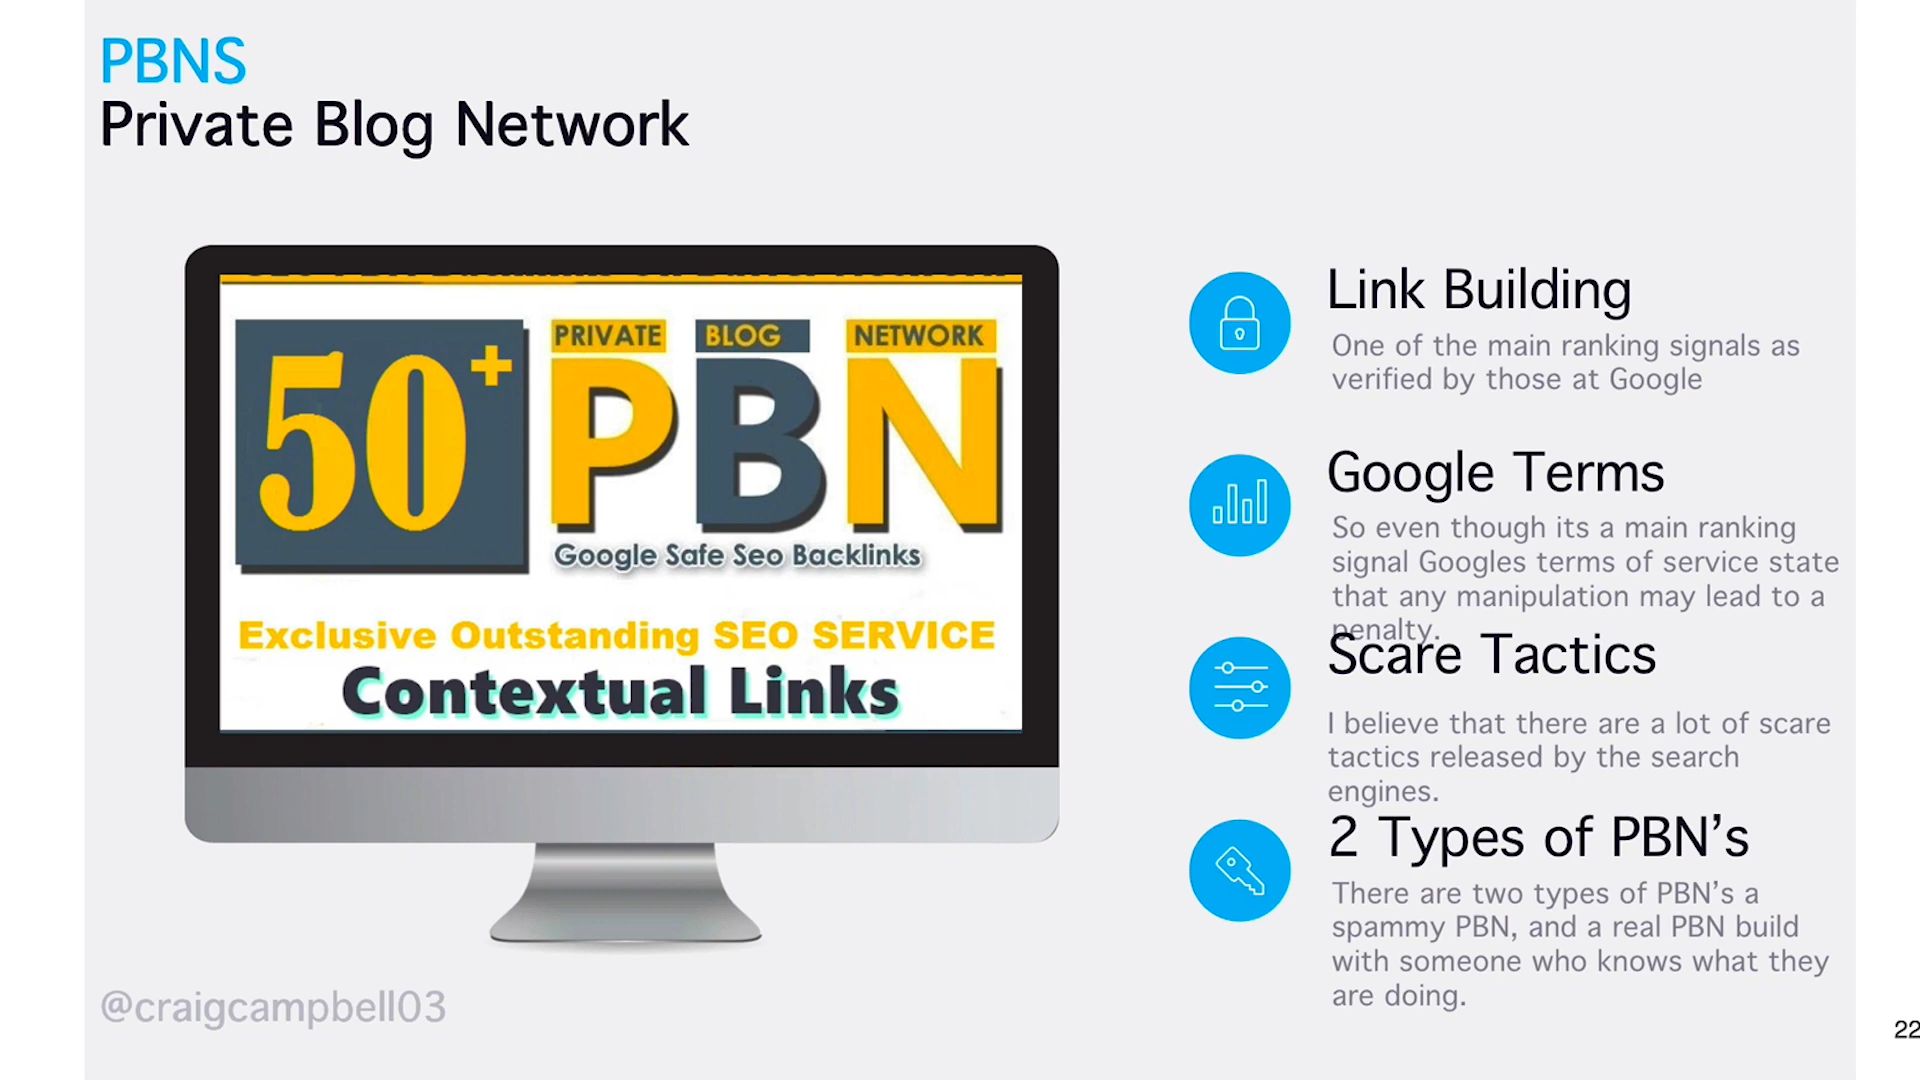 PBNS
Private Blog Network
50+
PRIVATE BLOG NETWORK
PBN
Google Safe Seo Backlinks
Exclusive Outstanding SEO SERVICE
Contextual Links
Link Building
One of the main ranking signals as
verified by those at Google
Google Terms
So even though its a main ranking
signal Googles terms of service state
that any manipulation may lead to a
penalty.
Scare Tactics
I believe that there are a lot of scare
tactics released by the search
engines.
2 Types of PBN’s
There are two types of PBN’s a
spammy PBN, and a real PBN build
with someone who knows what they
are doing.
@craigcampbell03
22